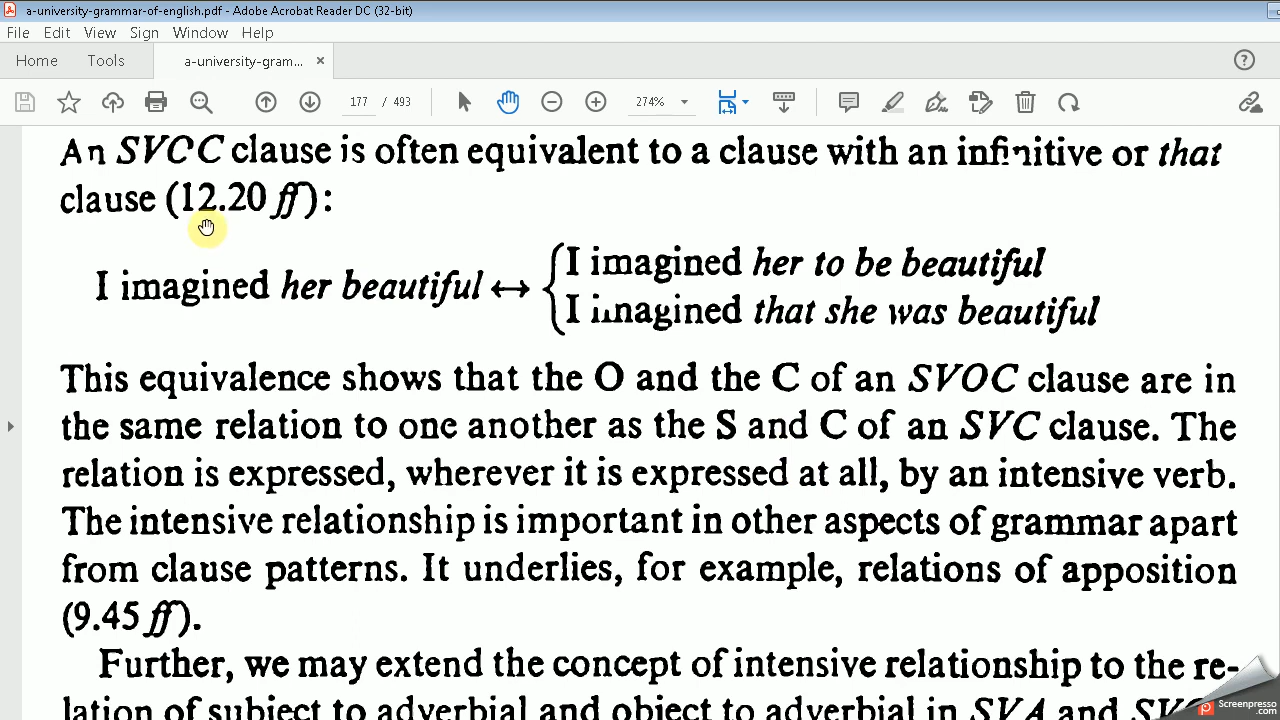 a-university-grammar-of-english.pdf - Adobe Acrobat Reader DC (32-bit)
File Edit View Sign Window Help
Home Tools a-university-gram... ×
177 / 493 274%
An SVOC clause is often equivalent to a clause with an infinitive or that
clause (12.20 ff):
I imagined her beautiful ↔ { I imagined her to be beautiful
I imagined that she was beautiful
This equivalence shows that the O and the C of an SVOC clause are in
the same relation to one another as the S and C of an SVC clause. The
relation is expressed, wherever it is expressed at all, by an intensive verb.
The intensive relationship is important in other aspects of grammar apart
from clause patterns. It underlies, for example, relations of apposition
(9.45 ff).
Further, we may extend the concept of intensive relationship to the re-
lation of subject to adverbial and object to adverbial in SVA and
Screenpresso
.com